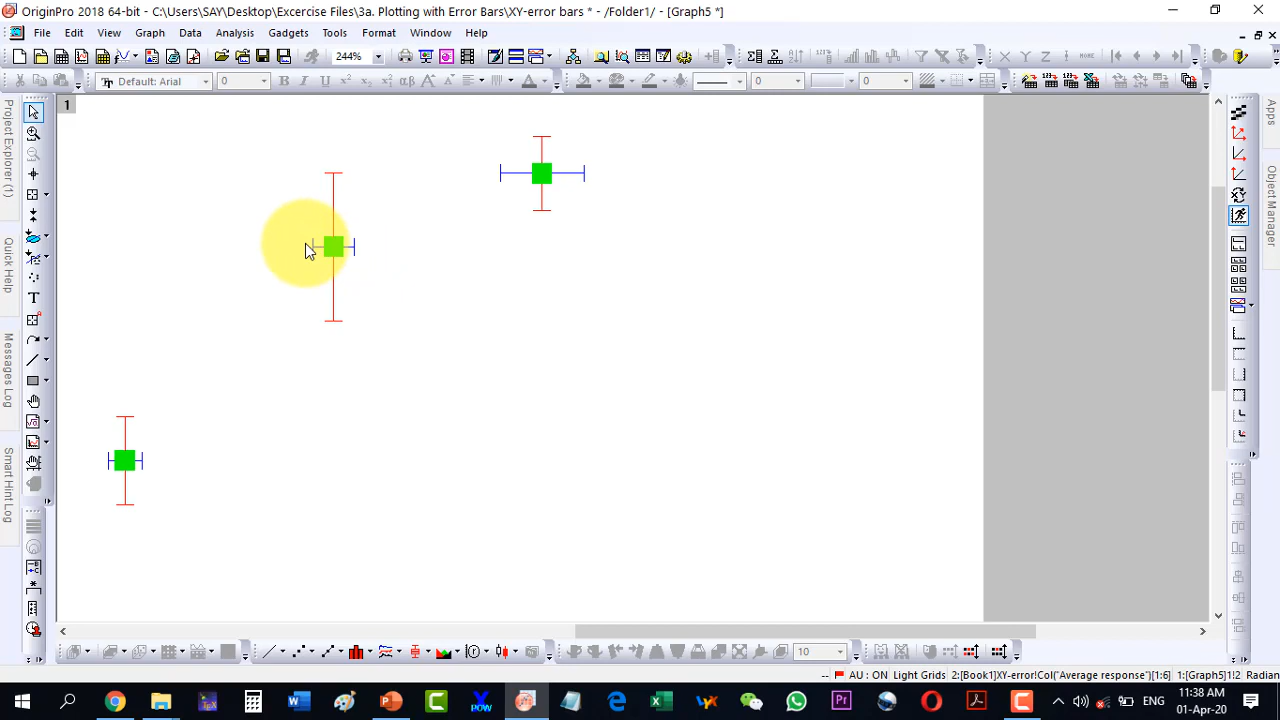 OriginPro 2018 64-bit - C:\Users\SAY\Desktop\Excercise Files\3a. Plotting with Error Bars\XY-error bars * - /Folder1/ - [Graph5 *]
File Edit View Graph Data Analysis Gadgets Tools Format Window Help
244%
Default: Arial 0 B I U 0 0
1
Project Explorer (1)
Quick Help
Messages Log
Smart Hint Log
Apps
Object Manager
T
10
-- AU : ON Light Grids 2:[Book1]XY-error!Col("Average response")[1:6] 1:[Graph5]1!2 Radian
ENG
11:38 AM
01-Apr-20